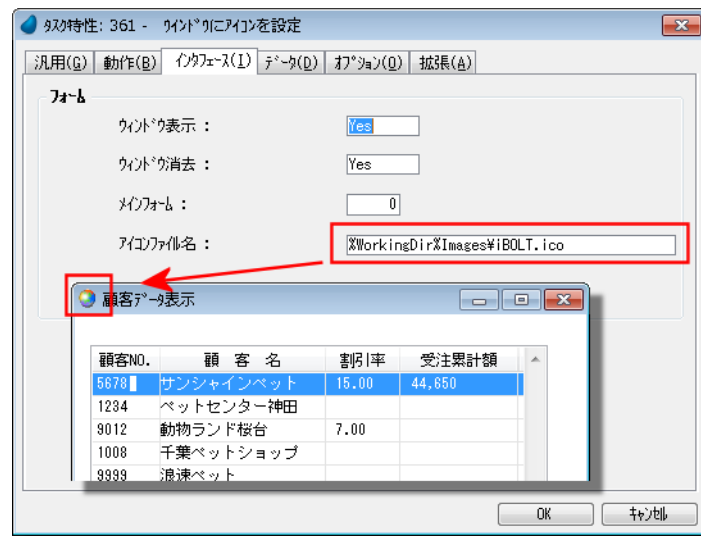 ﾀｽｸ特性: 361 - ｳｲﾝﾄﾞｳにｱｲｺﾝを設定
汎用(G) 動作(B) ｲﾝﾀﾌｪｰｽ(I) ﾃﾞｰﾀ(D) ｵﾌﾟｼｮﾝ(O) 拡張(A)
ﾌｫｰﾑ
ｳｨﾝﾄﾞｳ表示 : Yes
ｳｨﾝﾄﾞｳ消去 : Yes
ﾒｲﾝﾌｫｰﾑ : 0
ｱｲｺﾝﾌｧｲﾙ名 : %WorkingDir%Images¥iBOLT.ico
顧客ﾃﾞｰﾀ表示
顧客NO. 顧 客 名 割引率 受注累計額
5678 サンシャインペット 15.00 44,650
1234 ペットセンター神田
9012 動物ランド桜台 7.00
1008 千葉ペットショップ
9999 浪速ペット
OK ｷｬﾝｾﾙ